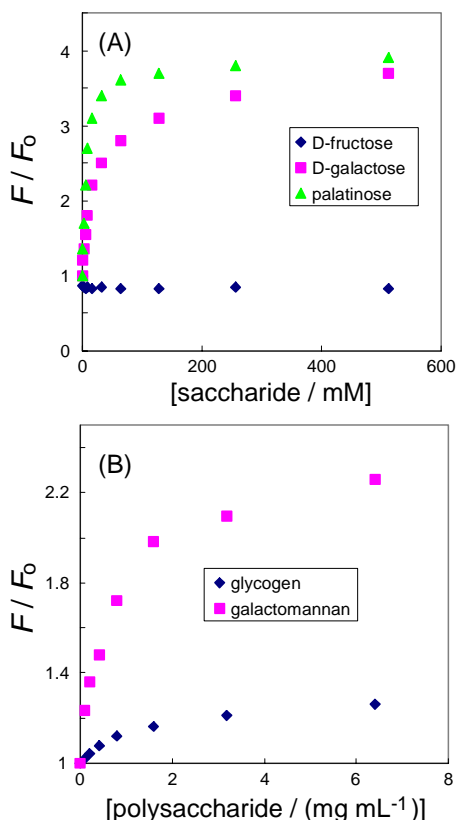 (A)
4
3
2
1
0
F / Fo
D-fructose
D-galactose
palatinose
0 200 400 600
[saccharide / mM]
(B)
2.2
1.8
1.4
1
F / Fo
glycogen
galactomannan
0 2 4 6 8
[polysaccharide / (mg mL-1)]